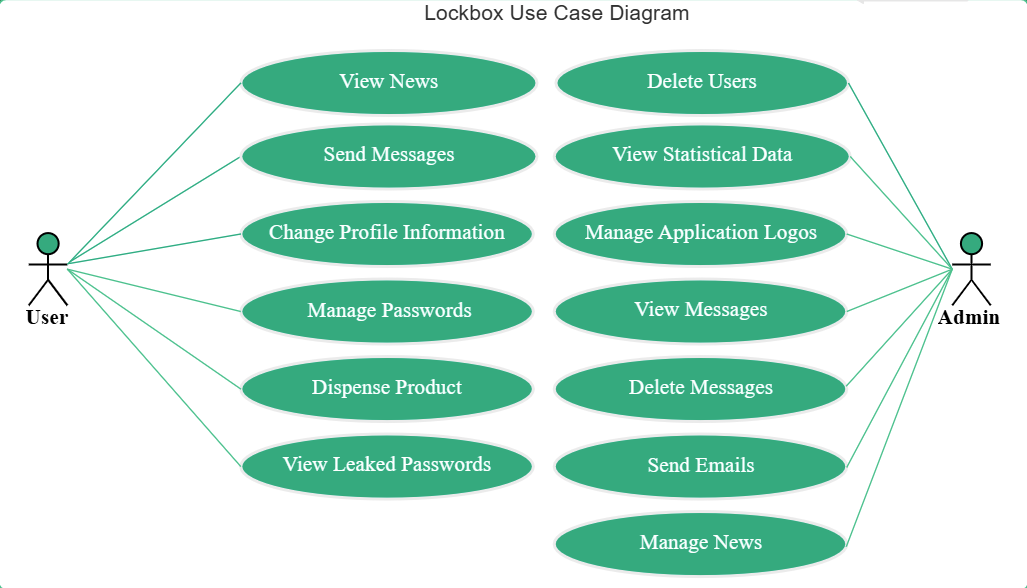 Lockbox Use Case Diagram
View News
Delete Users
Send Messages
View Statistical Data
Change Profile Information
Manage Application Logos
Manage Passwords
View Messages
User
Admin
Dispense Product
Delete Messages
View Leaked Passwords
Send Emails
Manage News